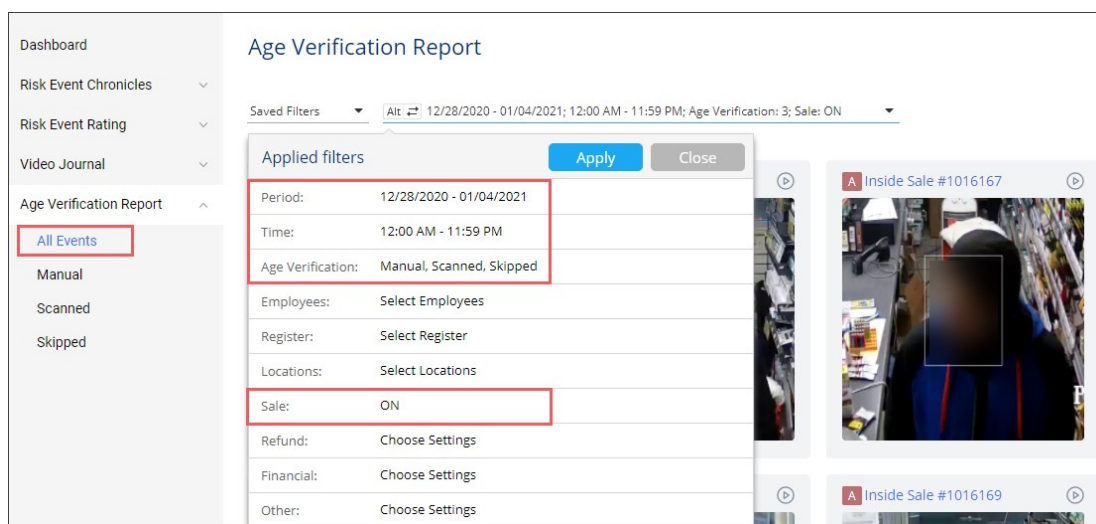 Dashboard
Risk Event Chronicles
Risk Event Rating
Video Journal
Age Verification Report
All Events
Manual
Scanned
Skipped
Age Verification Report
Saved Filters
Alt 12/28/2020 - 01/04/2021; 12:00 AM - 11:59 PM; Age Verification: 3; Sale: ON
Applied filters Apply Close
Period: 12/28/2020 - 01/04/2021
Time: 12:00 AM - 11:59 PM
Age Verification: Manual, Scanned, Skipped
Employees: Select Employees
Register: Select Register
Locations: Select Locations
Sale: ON
Refund: Choose Settings
Financial: Choose Settings
Other: Choose Settings
A Inside Sale #1016167
A Inside Sale #1016169